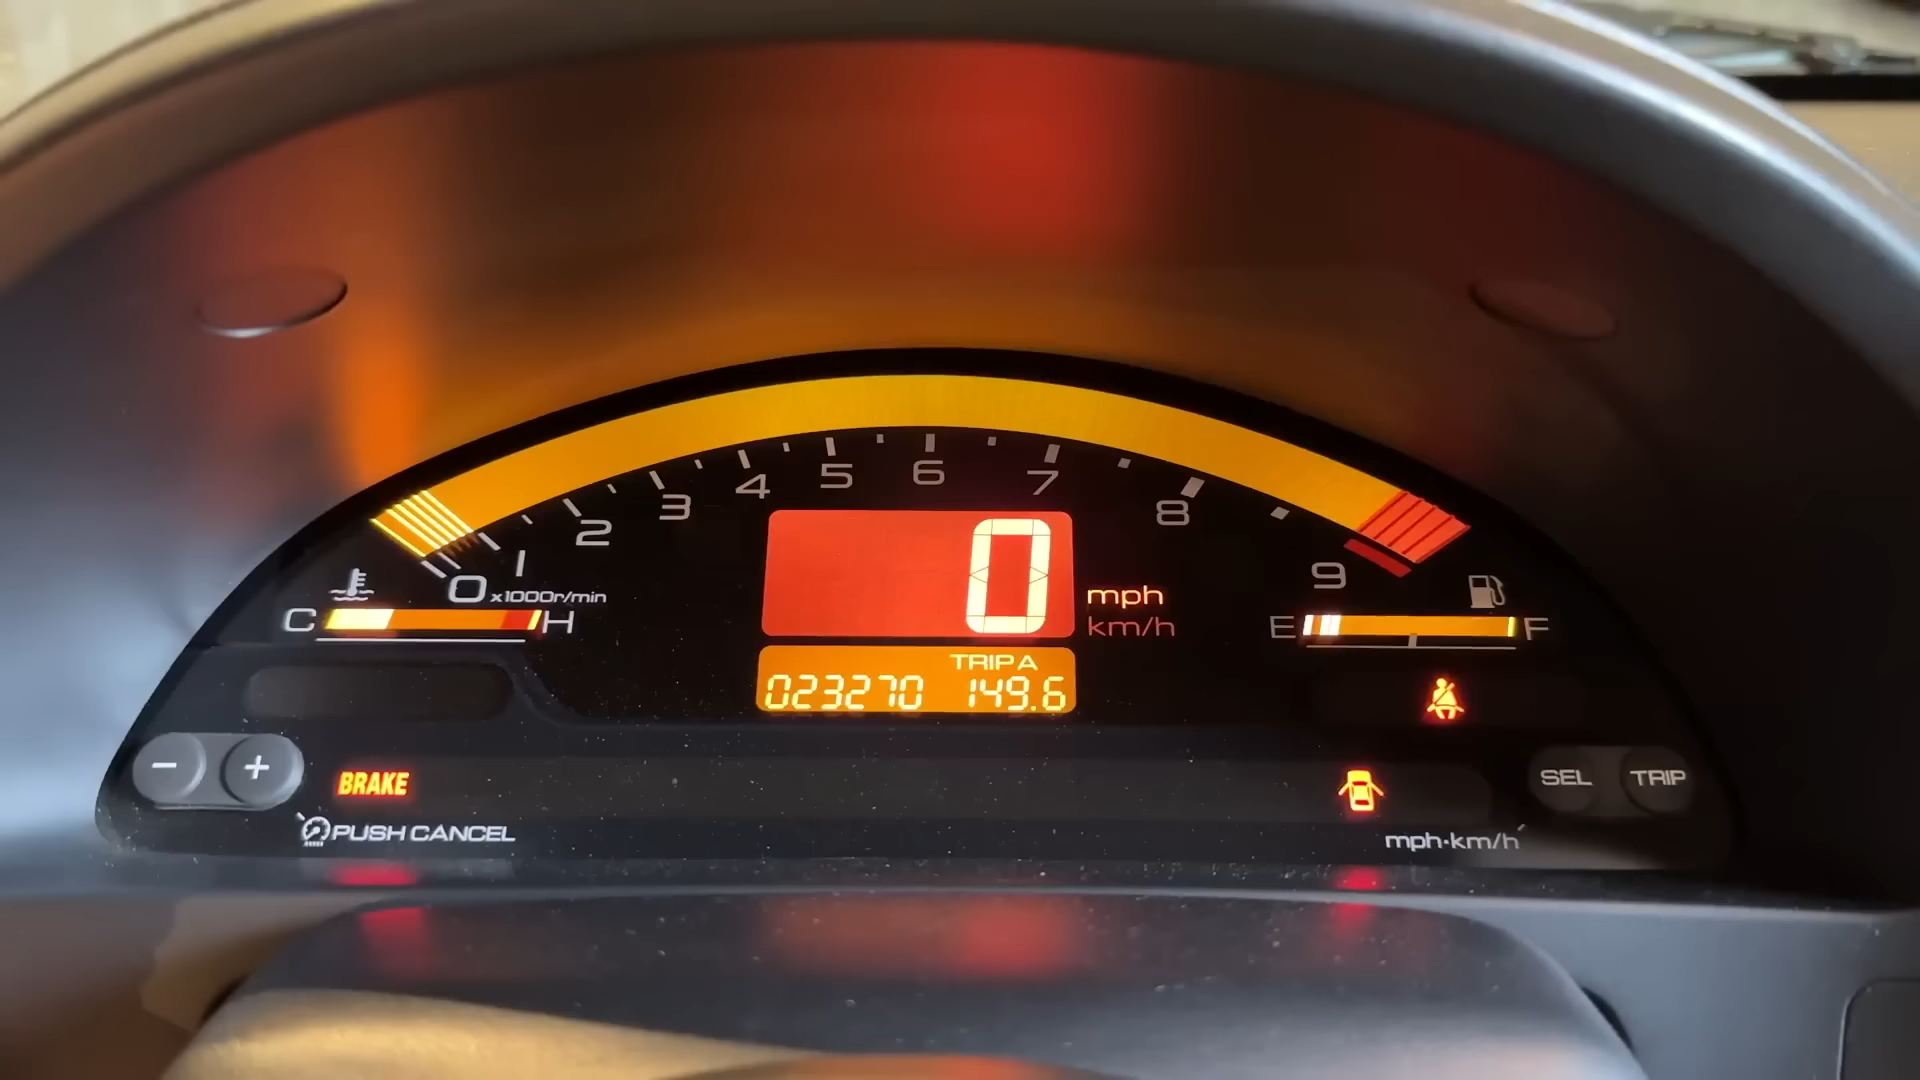 4 5 6 7
3 8
2
1
0 x1000r/min 9
C H
0 mph
km/h
E F
TRIP A
023270 149.6
- +
BRAKE
SEL TRIP
PUSH CANCEL
mph·km/h